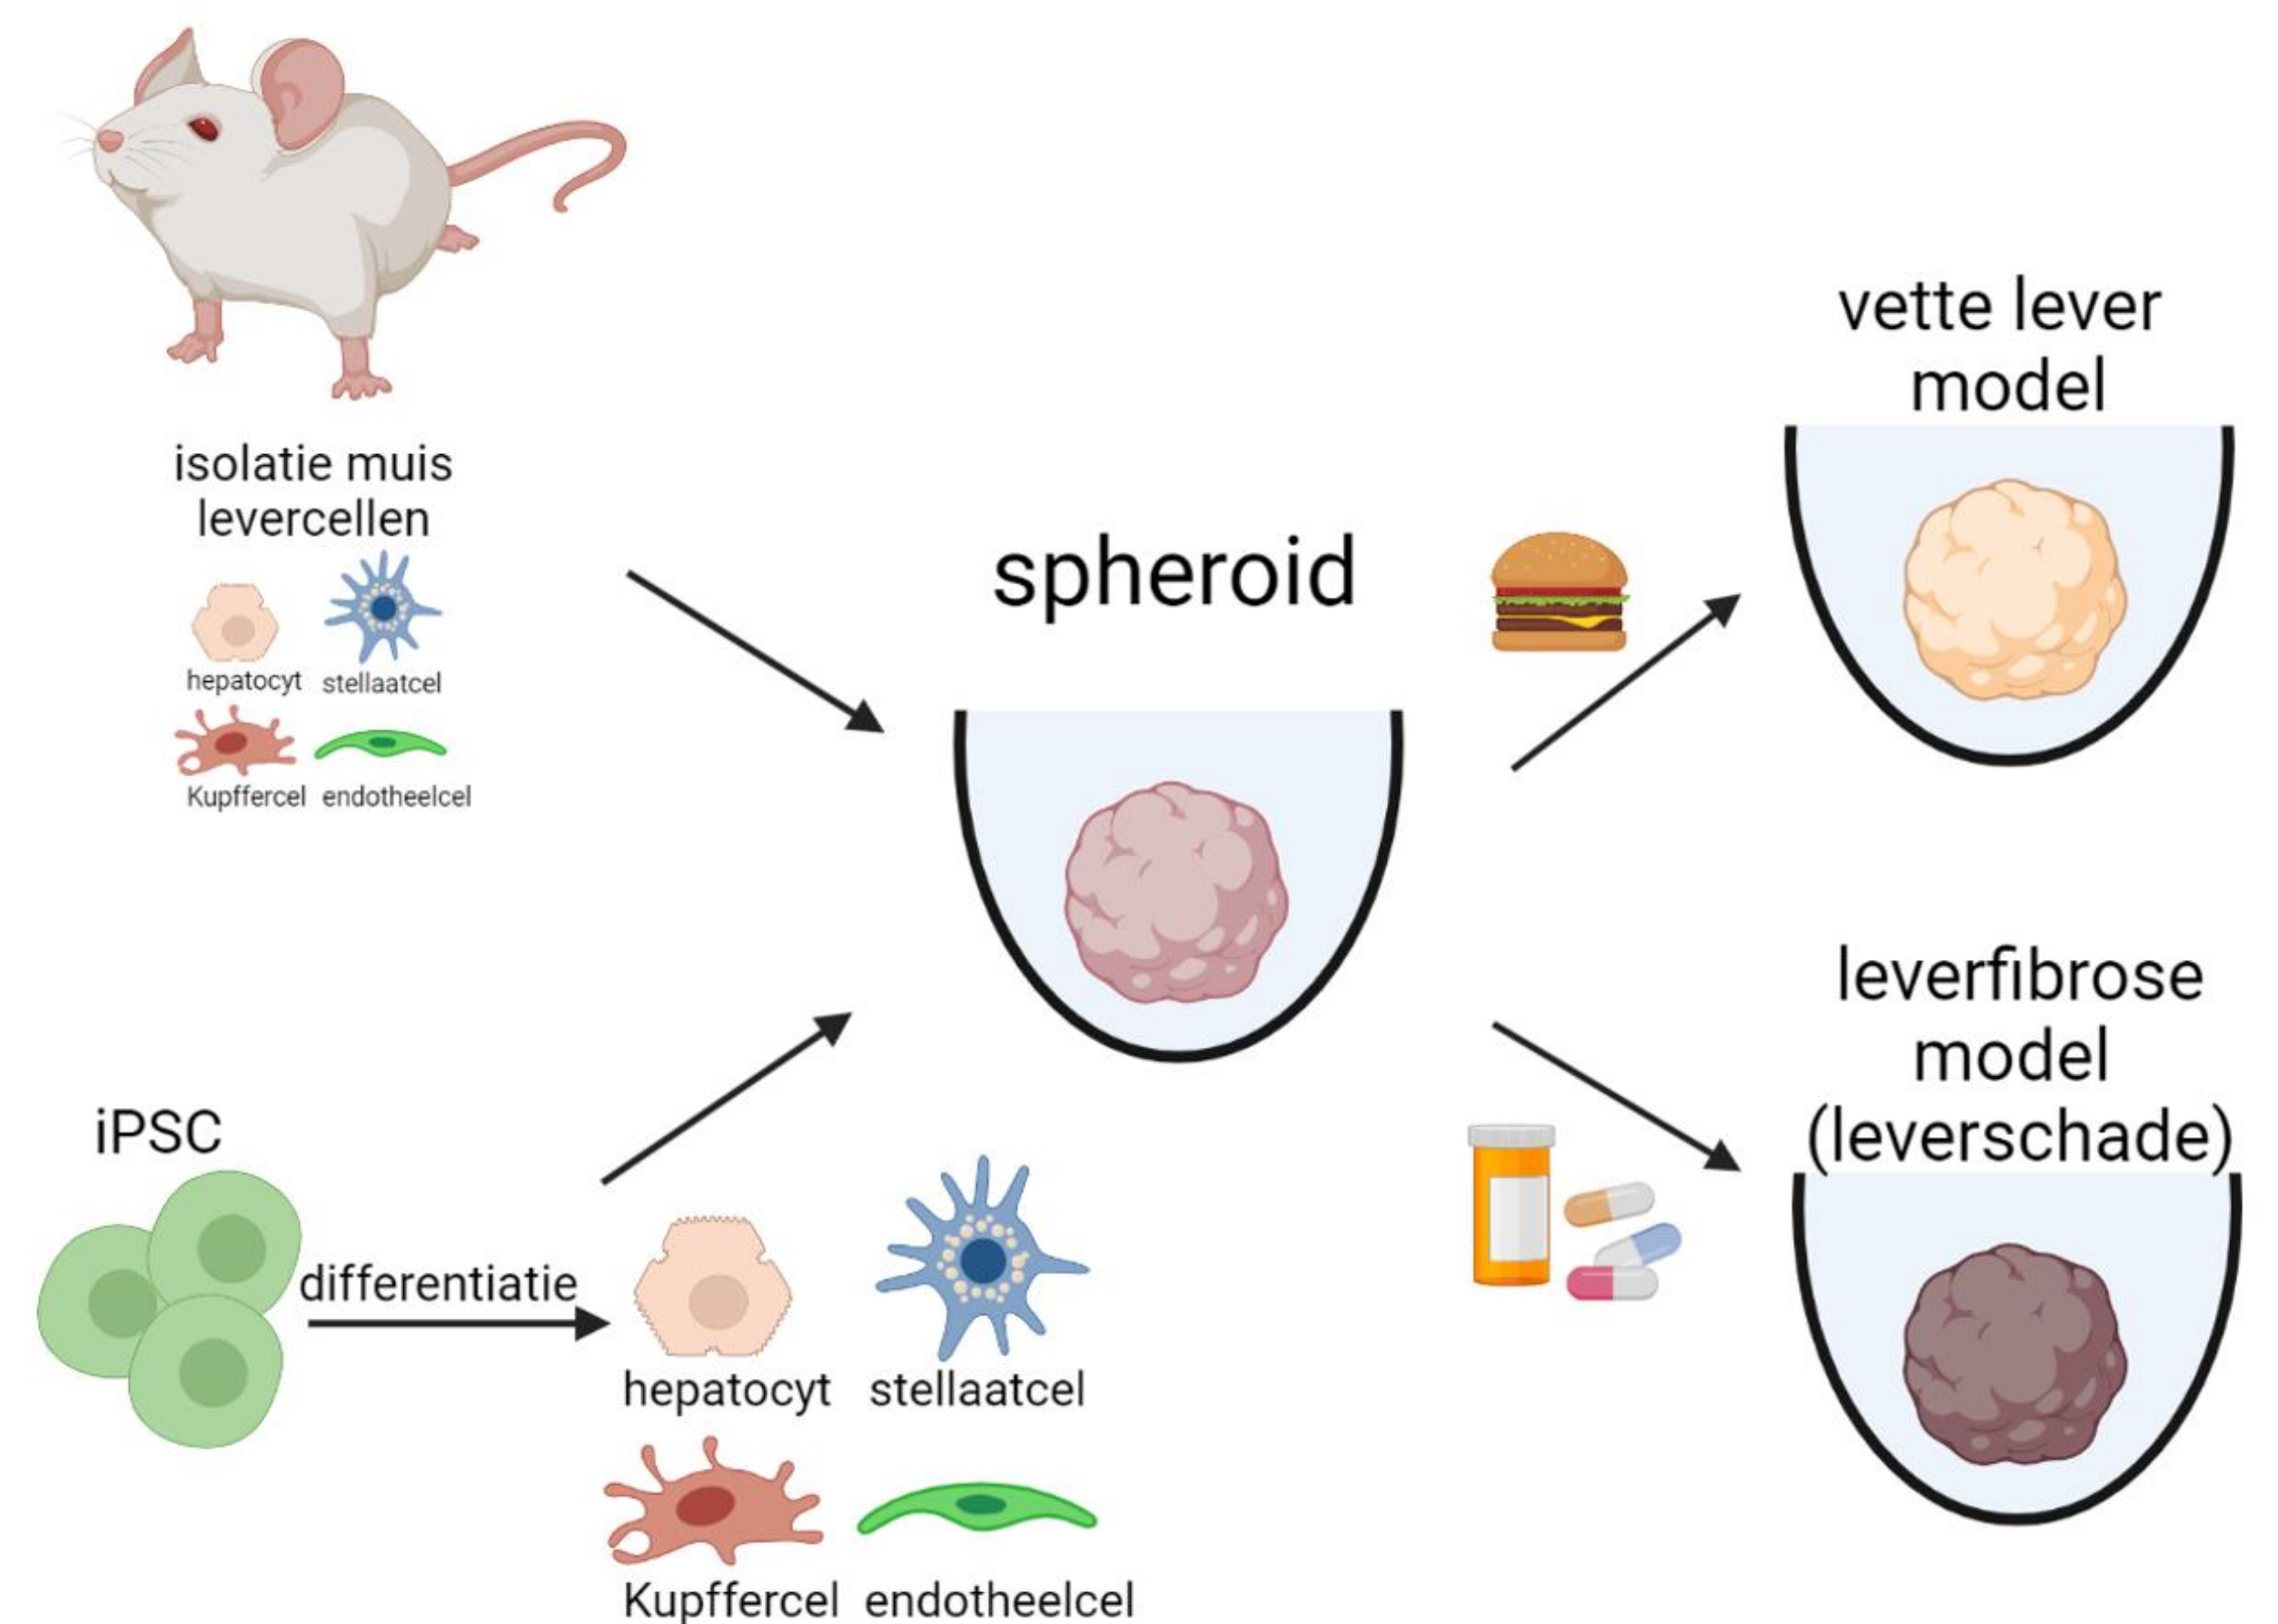 isolatie muis
levercellen
hepatocyt stellaatcel
Kupffercel endotheelcel
iPSC
differentiatie
hepatocyt stellaatcel
Kupffercel endotheelcel
spheroid
vette lever
model
leverfibrose
model
(leverschade)